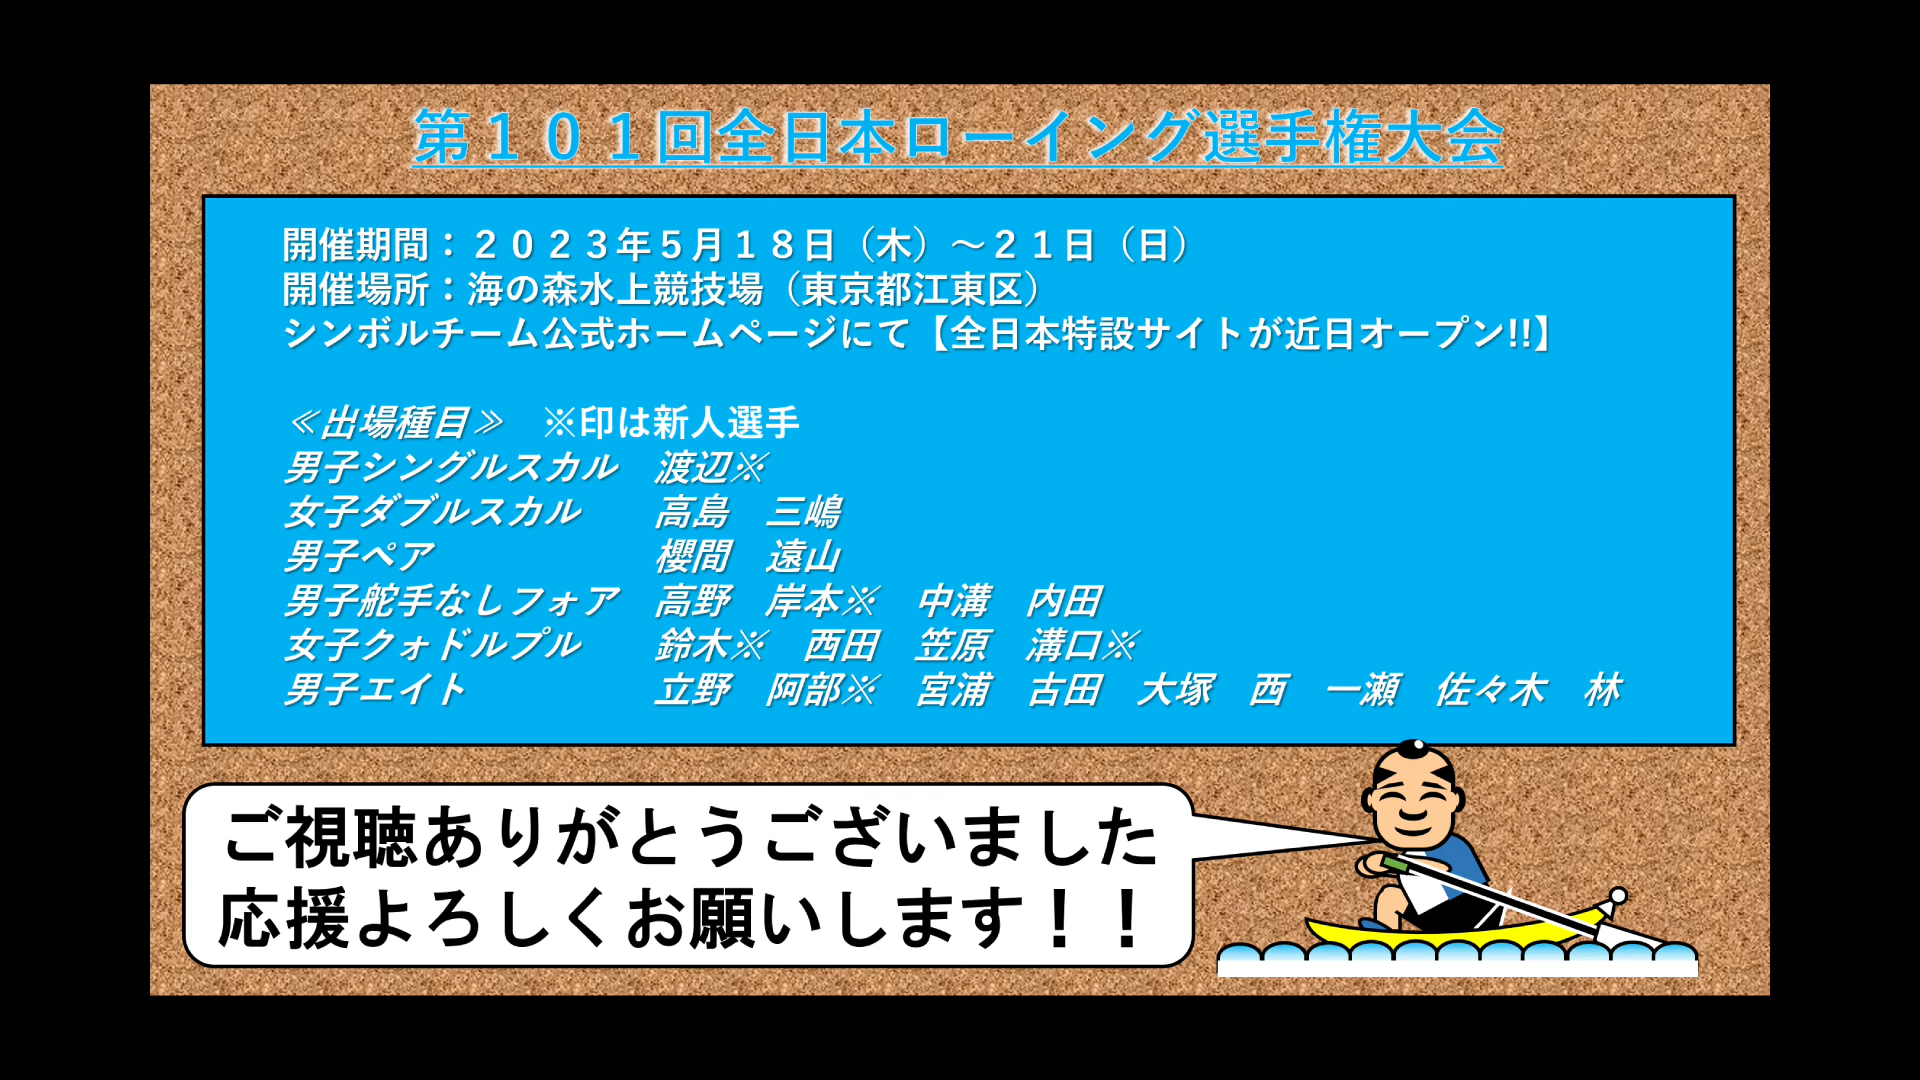 第１０１回全日本ローイング選手権大会
開催期間：２０２３年５月１８日（木）～２１日（日）
開催場所：海の森水上競技場（東京都江東区）
シンボルチーム公式ホームページにて【全日本特設サイトが近日オープン!!】
≪出場種目≫　※印は新人選手
男子シングルスカル　渡辺※
女子ダブルスカル　　高島　三嶋
男子ペア　　　　　　櫻間　遠山
男子舵手なしフォア　高野　岸本※　中溝　内田
女子クォドルプル　　鈴木※　西田　笠原　溝口※
男子エイト　　　　　立野　阿部※　宮浦　古田　大塚　西　一瀬　佐々木　林
ご視聴ありがとうございました
応援よろしくお願いします！！